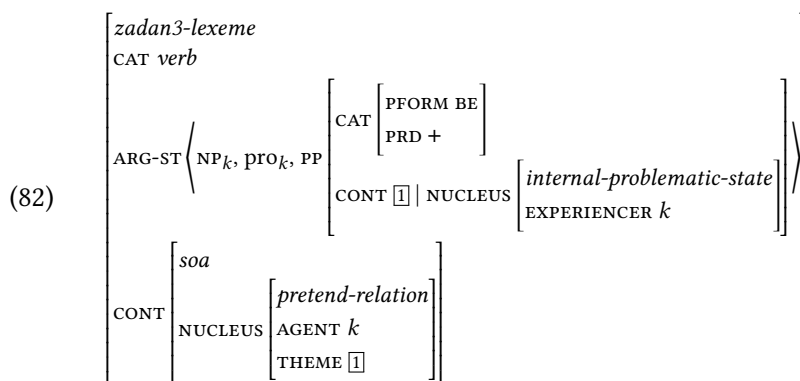 zadan3-lexeme
CAT verb
PFORM BE
CAT
PRD +
ARG-ST ⟨ NPk, prok, PP
(82)
internal-problematic-state
CONT 1 | NUCLEUS
EXPERIENCER k
soa
pretend-relation
CONT
NUCLEUS AGENT k
THEME 1